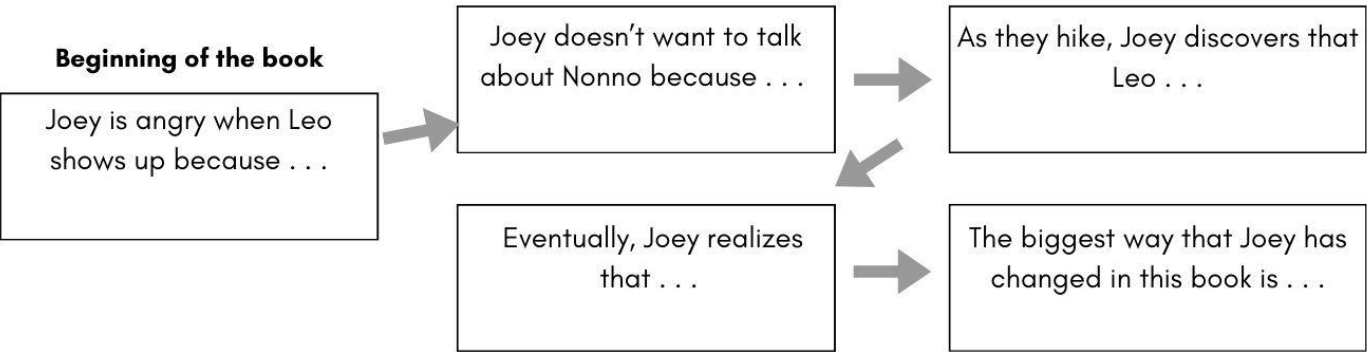 Beginning of the book
Joey is angry when Leo
shows up because . . .
Joey doesn’t want to talk
about Nonno because . . .
As they hike, Joey discovers that
Leo . . .
Eventually, Joey realizes
that . . .
The biggest way that Joey has
changed in this book is . . .